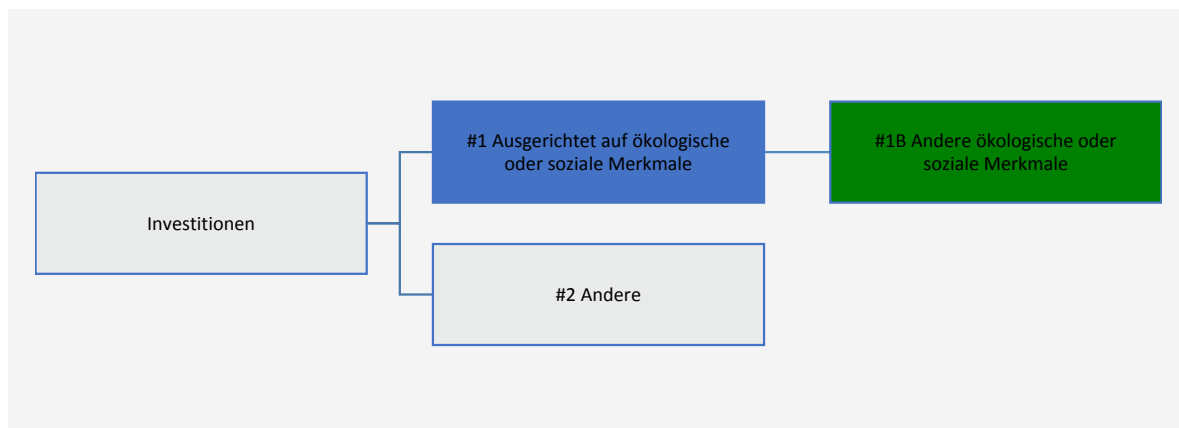 #1 Ausgerichtet auf ökologische
oder soziale Merkmale
#1B Andere ökologische oder
soziale Merkmale
Investitionen
#2 Andere